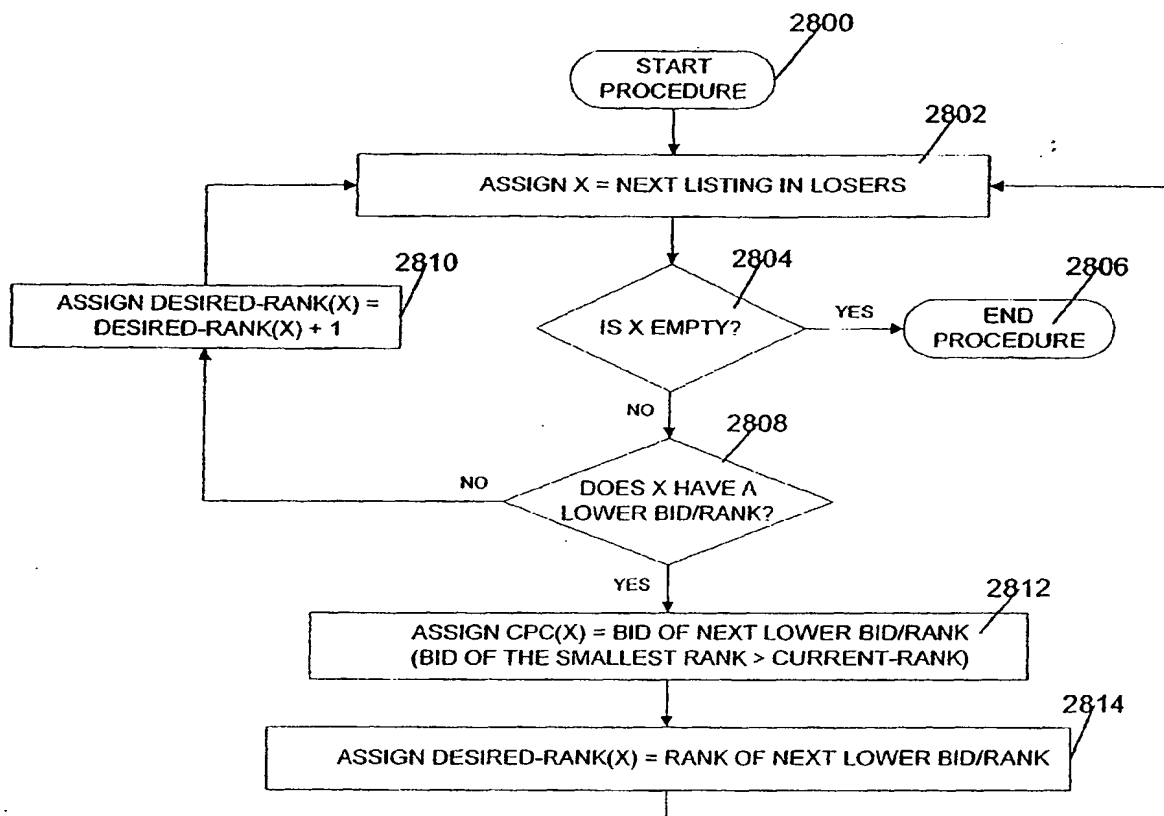 2800
START
PROCEDURE
2802
ASSIGN X = NEXT LISTING IN LOSERS
2804
IS X EMPTY?
YES
2806
END
PROCEDURE
2810
ASSIGN DESIRED-RANK(X) =
DESIRED-RANK(X) + 1
NO
2808
DOES X HAVE A
LOWER BID/RANK?
NO
YES
2812
ASSIGN CPC(X) = BID OF NEXT LOWER BID/RANK
(BID OF THE SMALLEST RANK > CURRENT-RANK)
2814
ASSIGN DESIRED-RANK(X) = RANK OF NEXT LOWER BID/RANK